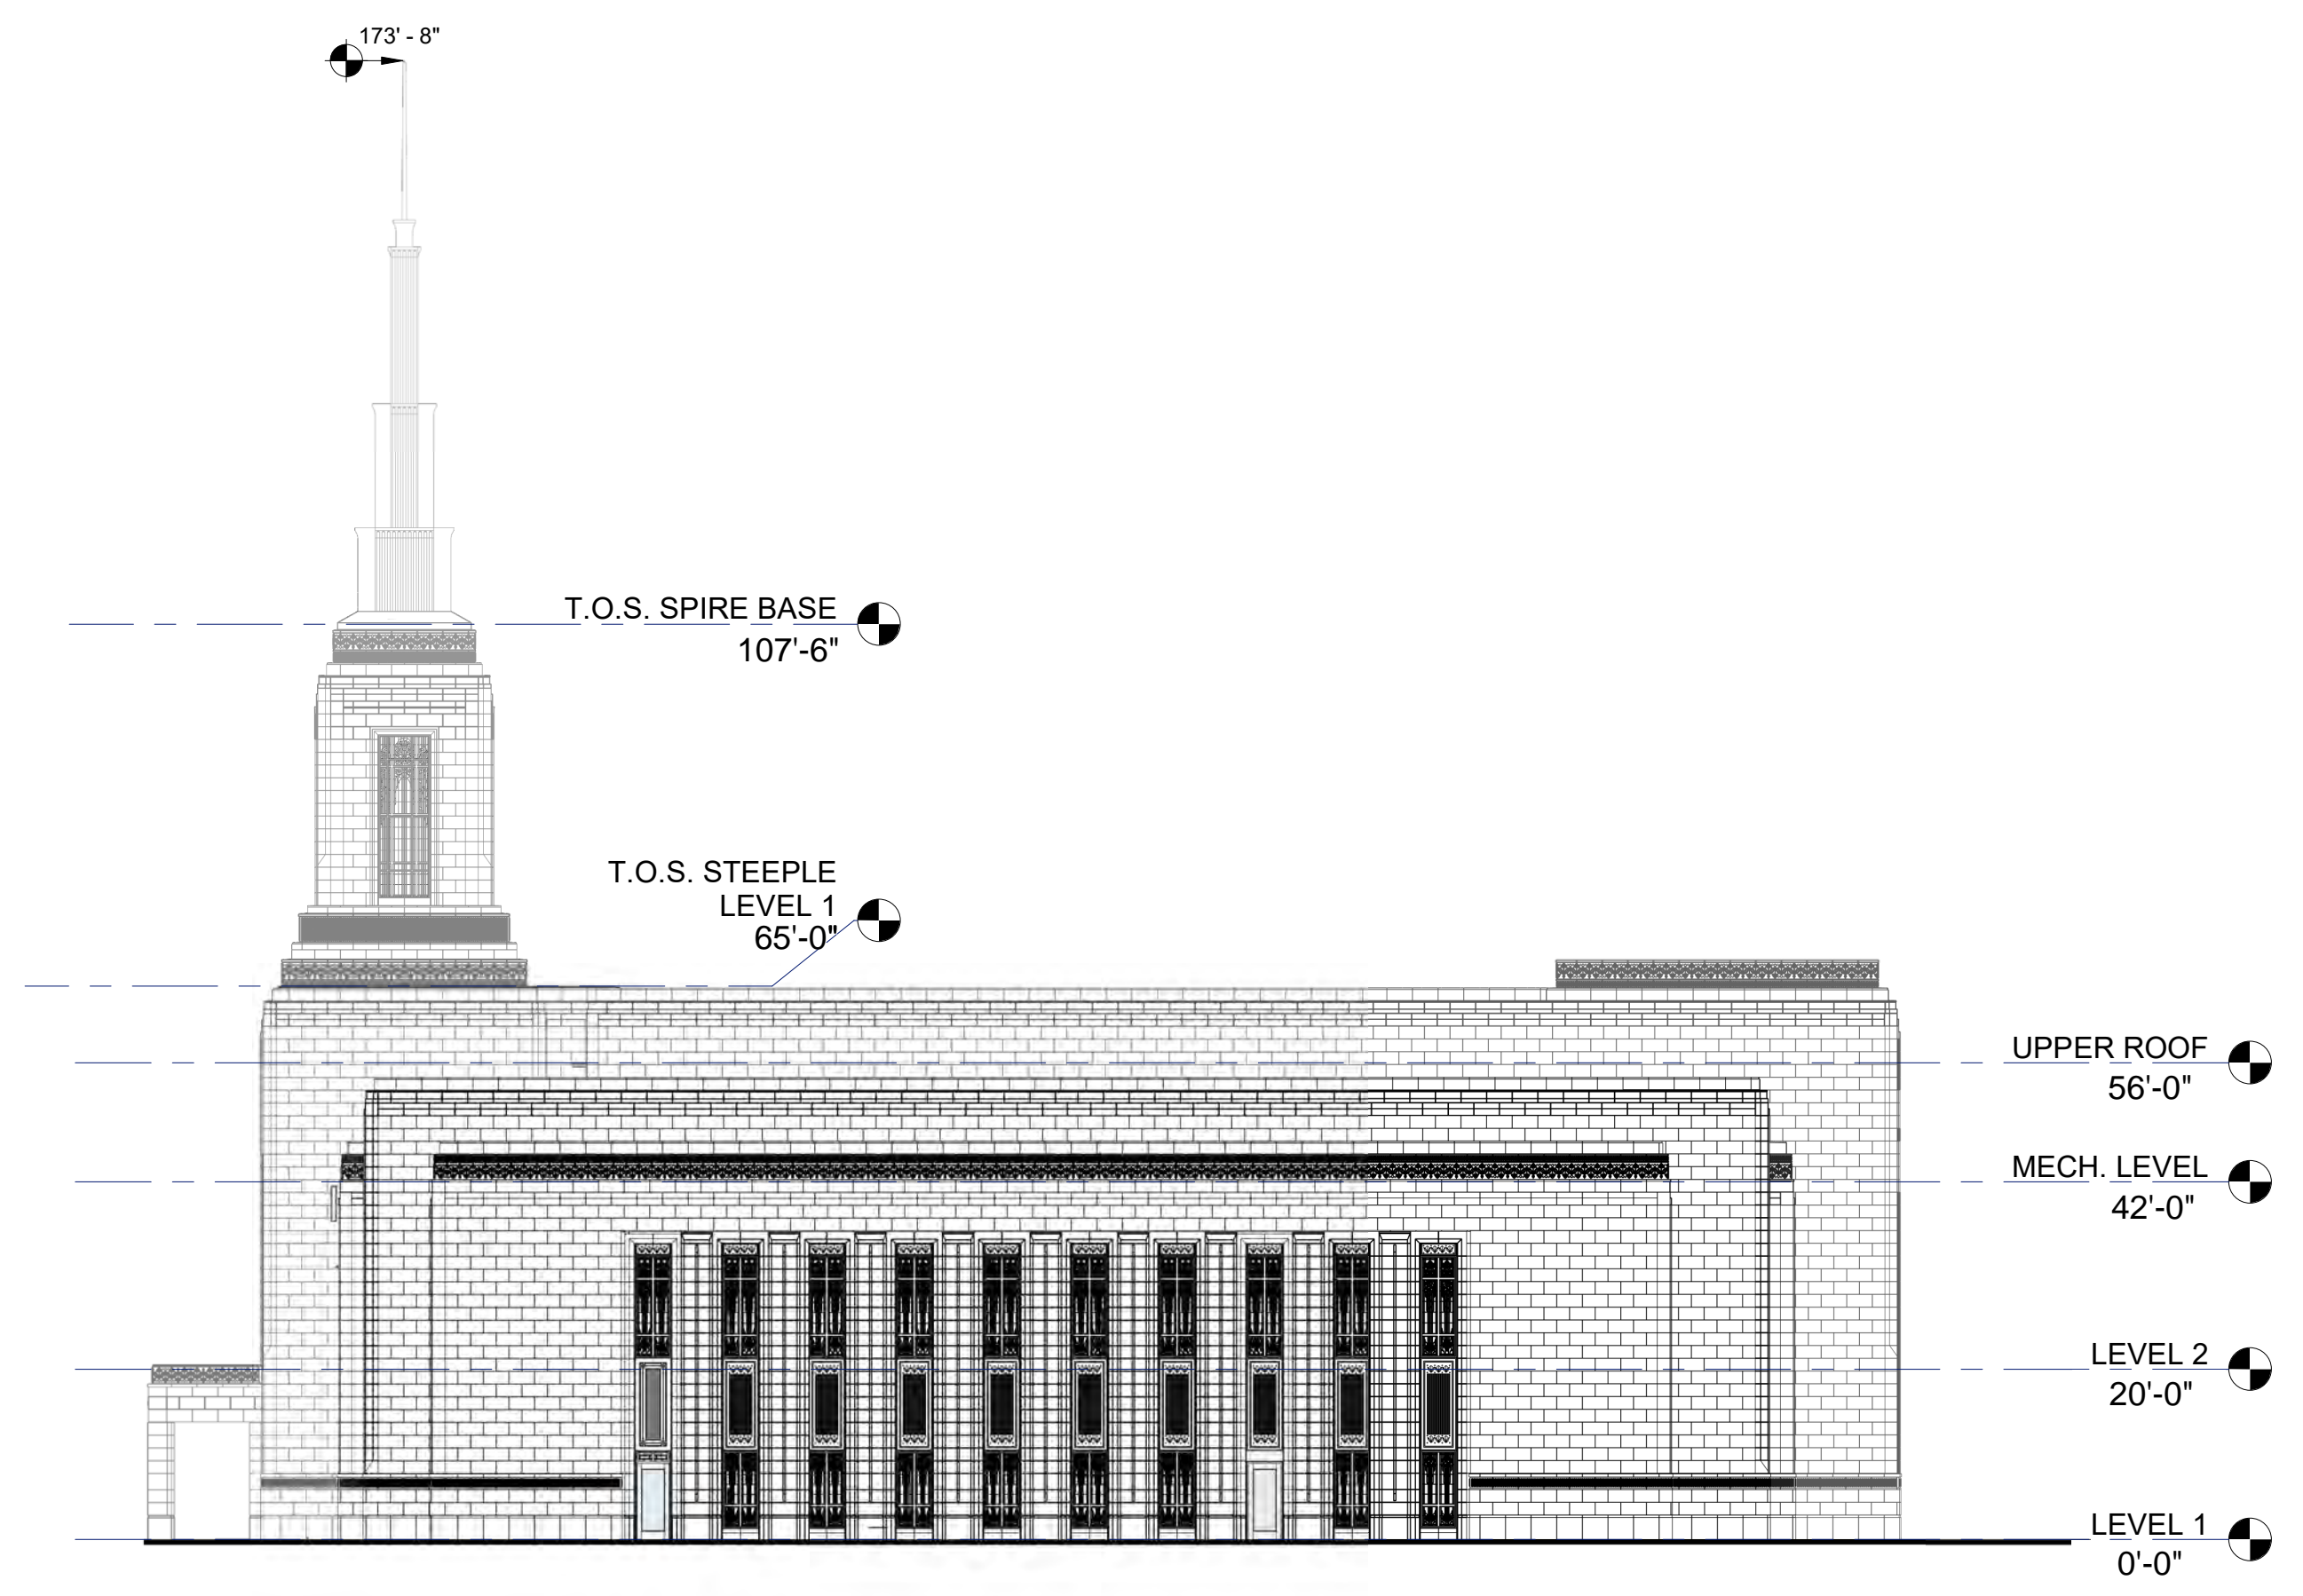 173' - 8"
T.O.S. SPIRE BASE
107'-6"
T.O.S. STEEPLE
LEVEL 1
65'-0"
UPPER ROOF
56'-0"
MECH. LEVEL
42'-0"
LEVEL 2
20'-0"
LEVEL 1
0'-0"